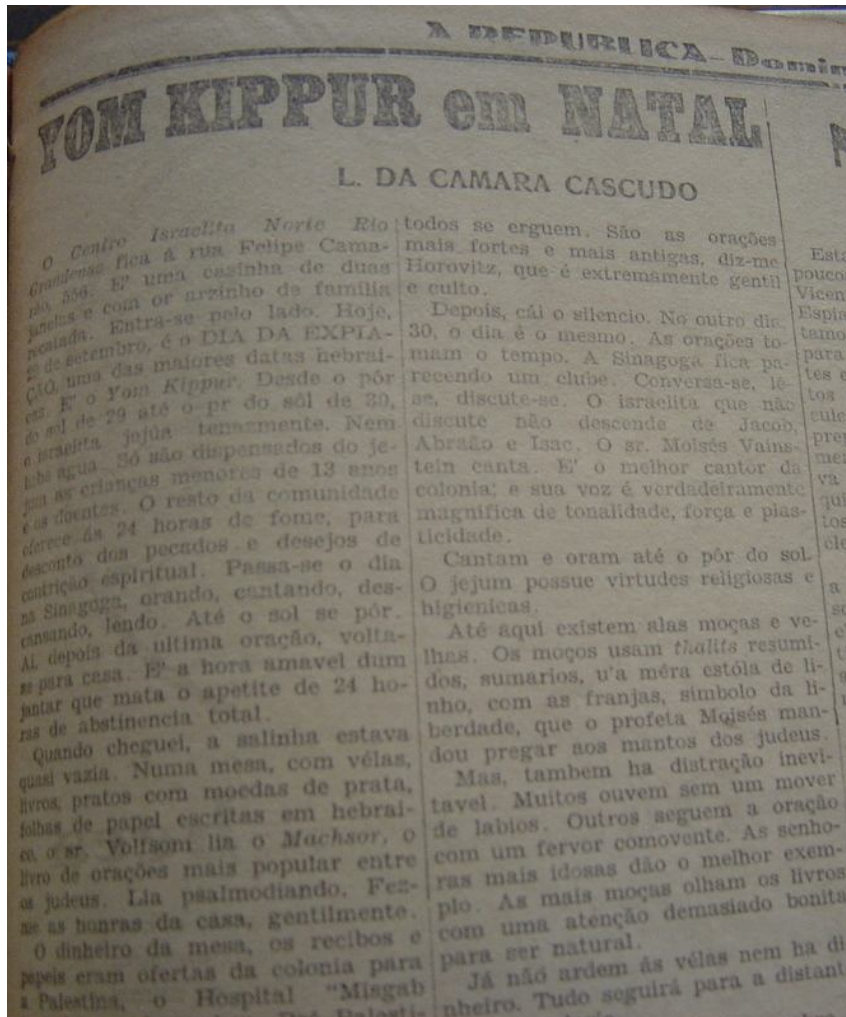 A REPUBLICA — Domin
YOM KIPPUR em NATAL
L. DA CAMARA CASCUDO
O Centro Israelita Norte Rio
Grandense fica á rua Felipe Cama-
rão, 556. E' uma casinha de duas
janelas e com or arzinho de familia
recatada. Entra-se pelo lado. Hoje,
de setembro, é o DIA DA EXPIA-
ÇÃO, uma das maiores datas hebrai-
cas. E' o Yom Kippur. Desde o pôr
do sol de 29 até o pr do sôl de 30,
o israelita jejúa tenazmente. Nem
bebe agua. Só são dispensados do je-
jum as crianças menores de 13 anos
e os doentes. O resto da comunidade
oferece ás 24 horas de fome, para
desconto dos pecados e desejos de
contrição espiritual. Passa-se o dia
na Sinagoga, orando, cantando, des-
cansando, lendo. Até o sol se pôr.
Ai, depois da ultima oração, volta-
se para casa. E' a hora amavel dum
jantar que mata o apetite de 24 ho-
ras de abstinencia total.
Quando cheguei, a salinha estava
quasi vazia. Numa mesa, com vélas,
livros, pratos com moedas de prata,
folhas de papel escritas em hebrai-
co, o sr. Volfsom lia o Machsor, o
livro de orações mais popular entre
os judeus. Lia psalmodiando. Fez-
me as honras da casa, gentilmente.
O dinheiro da mesa, os recibos e
papeis eram ofertas da colonia para
a Palestina, o Hospital "Misgab
todos se erguem. São as orações
mais fortes e mais antigas, diz-me
Horovitz, que é extremamente gentil
e culto.
Depois, cái o silencio. No outro dia,
30, o dia é o mesmo. As orações to-
mam o tempo. A Sinagoga fica pa-
recendo um clube. Conversa-se, lê-
se, discute-se. O israelita que não
discute não descende de Jacob,
Abraão e Isac. O sr. Moisés Vains-
tein canta. E' o melhor cantor da
colonia; e sua voz é verdadeiramente
magnifica de tonalidade, força e plas-
ticidade.
Cantam e oram até o pôr do sol.
O jejum possue virtudes religiosas e
higienicas.
Até aqui existem alas moças e ve-
lhas. Os moços usam thalits resumi-
dos, sumarios, u'a méra estóla de li-
nho, com as franjas, simbolo da li-
berdade, que o profeta Moisés man-
dou pregar aos mantos dos judeus.
Mas, tambem ha distração inevi-
tavel. Muitos ouvem sem um mover
de labios. Outros seguem a oração
com um fervor comovente. As senho-
ras mais idosas dão o melhor exem-
plo. As mais moças olham os livros
com uma atenção demasiado bonita
para ser natural.
Já não ardem ás vélas nem ha di
nheiro. Tudo seguirá para a distant
Esta
pouco
Vicen
Espia
tamo
para
tes e
tos
cule